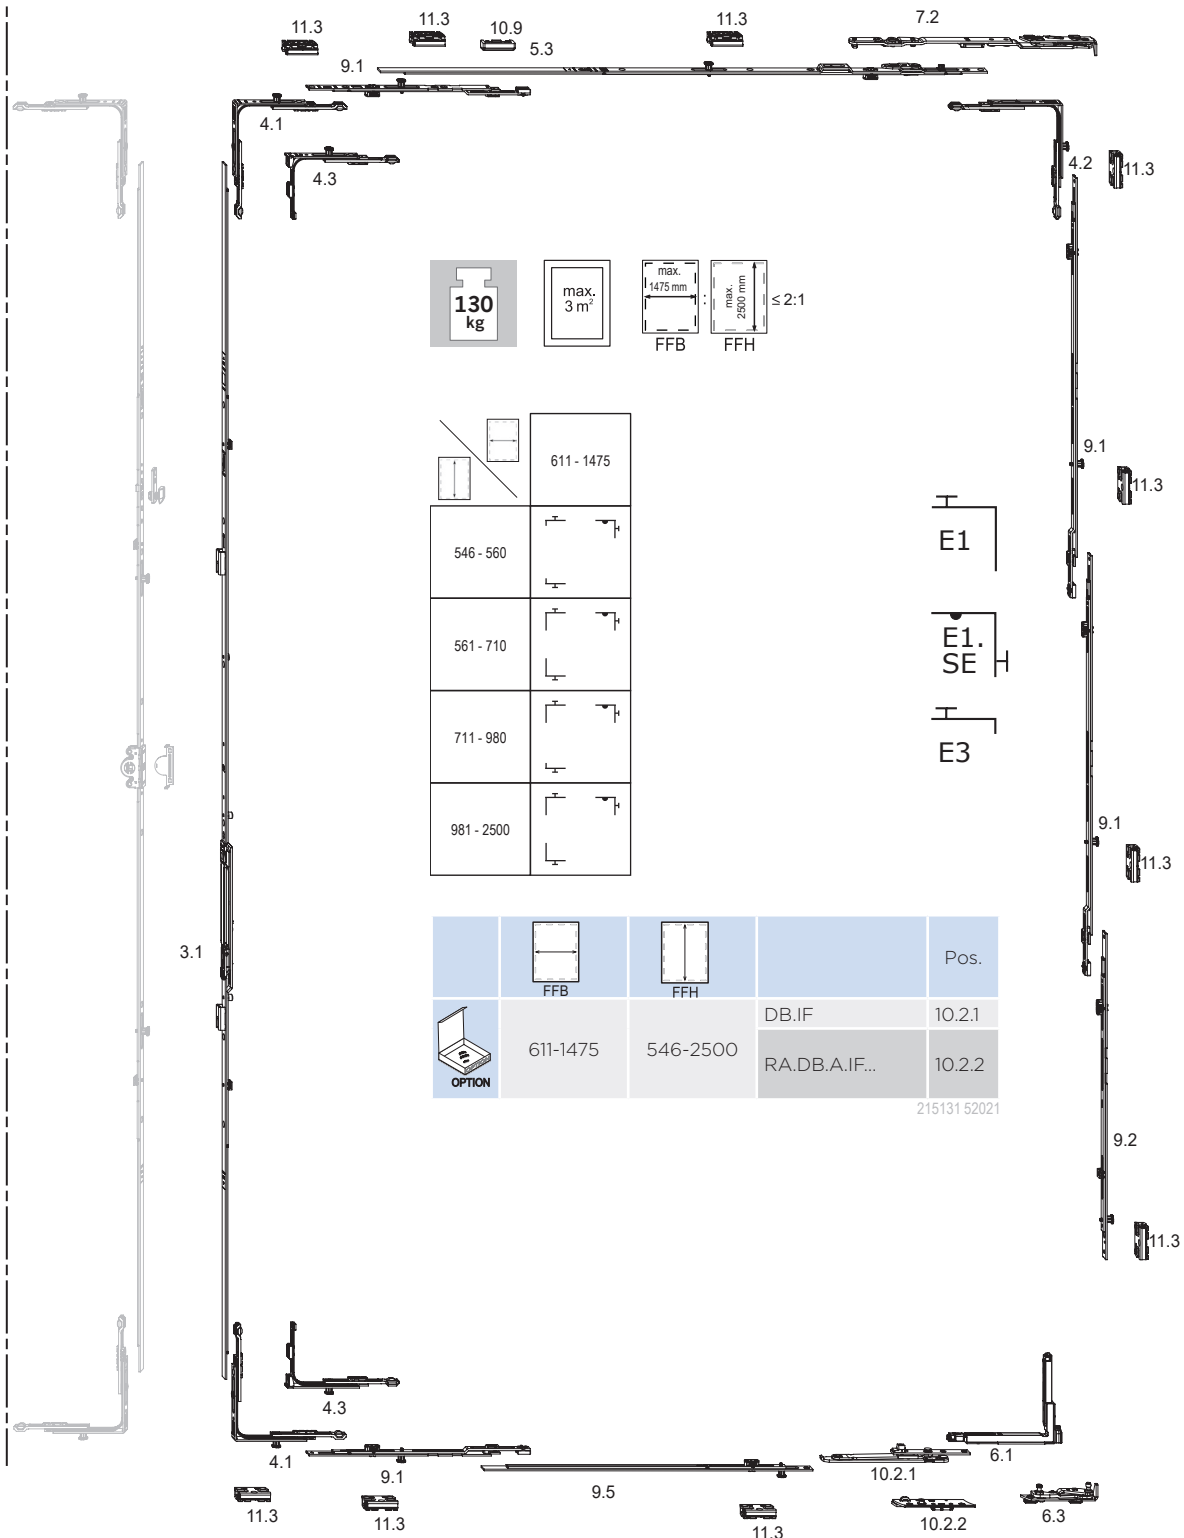 11.3
11.3
10.9
5.3
11.3
7.2
9.1
4.1
4.3
4.2
11.3
130
kg
max.
3 m²
max.
1475 mm
FFB
:
max.
2500 mm
FFH
≤ 2:1
611 - 1475
546 - 560
561 - 710
711 - 980
981 - 2500
E1
E1.
SE
E3
9.1
11.3
9.1
11.3
3.1
FFB
FFH
Pos.
OPTION
611-1475
546-2500
DB.IF
10.2.1
RA.DB.A.IF...
10.2.2
215131 52021
9.2
11.3
4.3
4.1
9.1
9.5
10.2.1
6.1
11.3
11.3
11.3
10.2.2
6.3